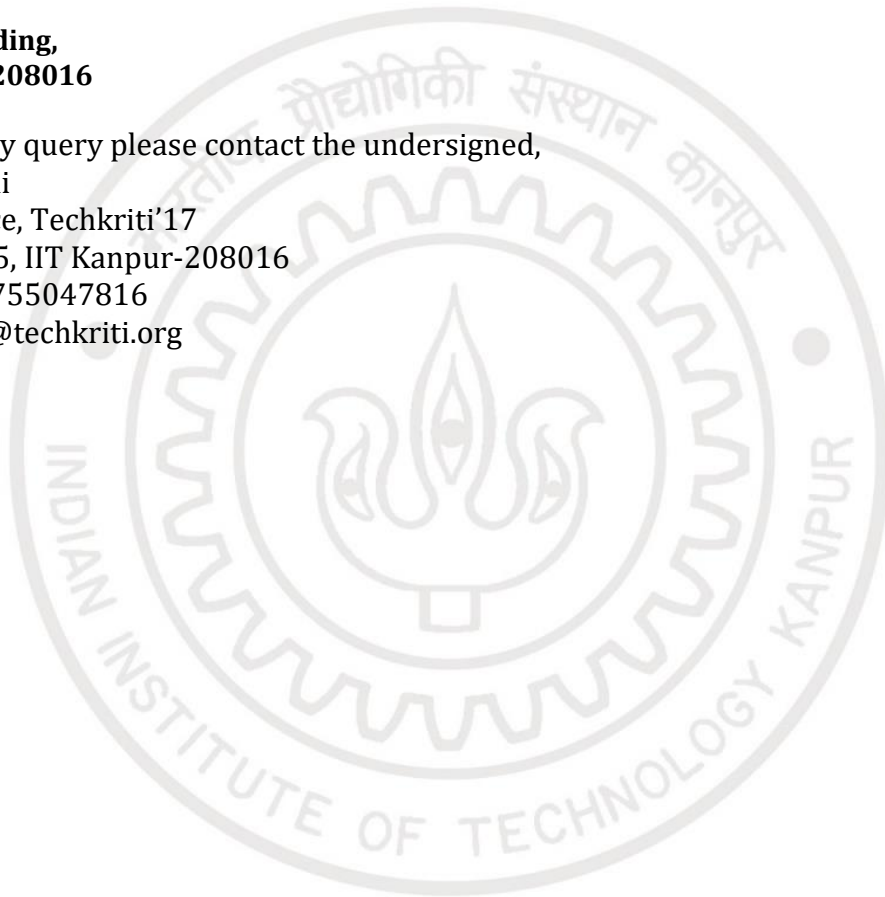 ding,
208016
y query please contact the undersigned,
i
e, Techkriti’17
5, IIT Kanpur-208016
755047816
@techkriti.org
भारतीय प्रौद्योगिकी संस्थान कानपुर
INDIAN INSTITUTE OF TECHNOLOGY KANPUR